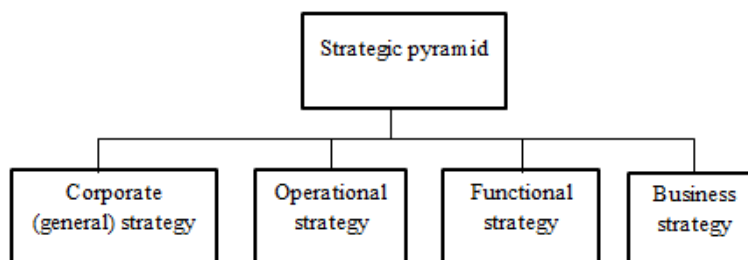 Strategic pyramid
Corporate
(general) strategy
Operational
strategy
Functional
strategy
Business
strategy